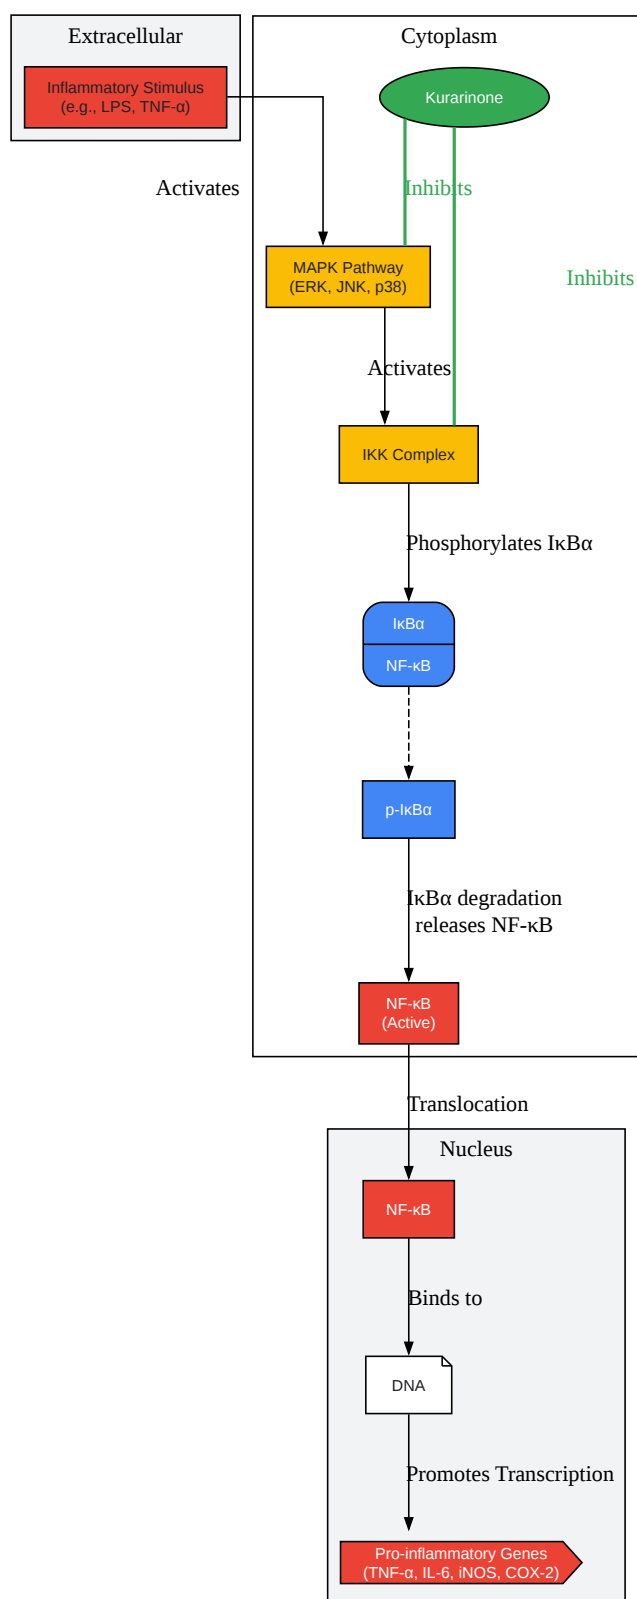 Extracellular
Cytoplasm
Inflammatory Stimulus
(e.g., LPS, TNF-α)
Kurarinone
Activates
Inhibits
MAPK Pathway
(ERK, JNK, p38)
Inhibits
Activates
IKK Complex
Phosphorylates IκBα
IκBα
NF-κB
p-IκBα
IκBα degradation
releases NF-κB
NF-κB
(Active)
Translocation
Nucleus
NF-κB
Binds to
DNA
Promotes Transcription
Pro-inflammatory Genes
(TNF-α, IL-6, iNOS, COX-2)